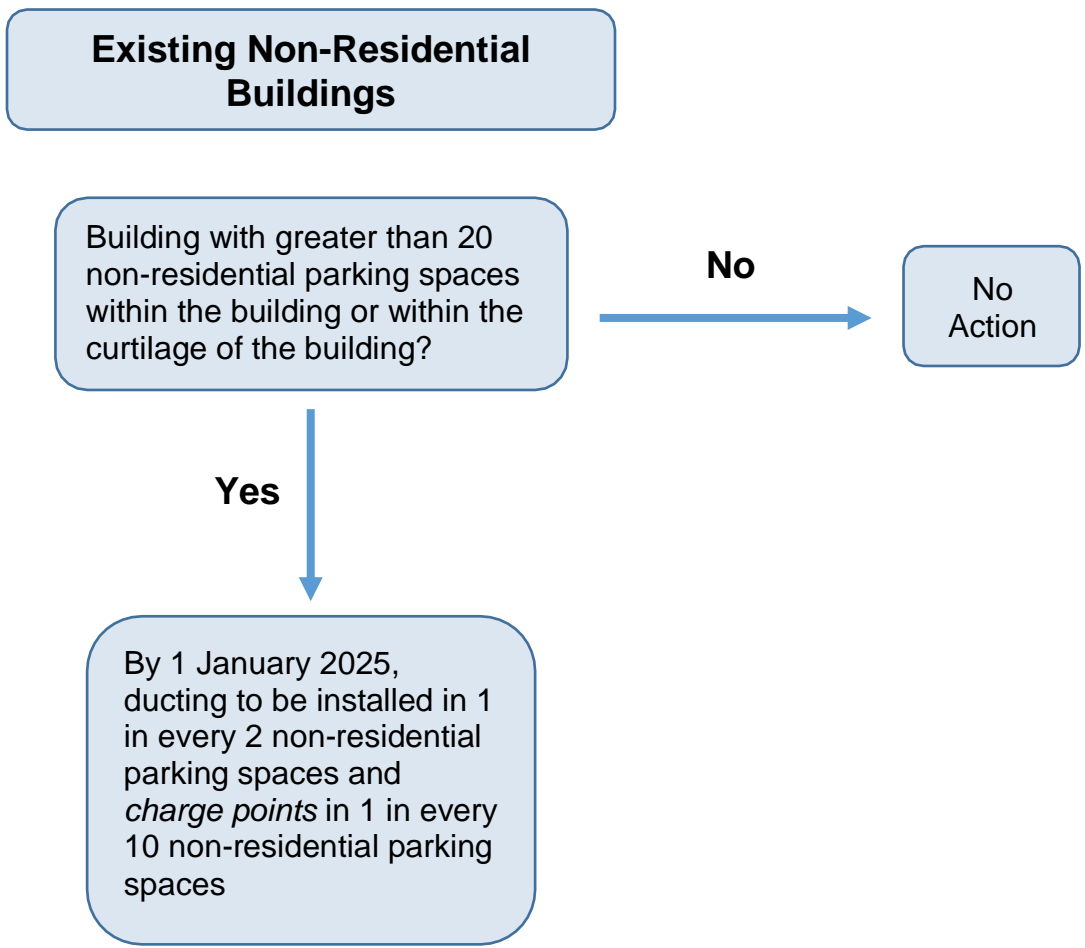 Existing Non-Residential
Buildings
Building with greater than 20
non-residential parking spaces
within the building or within the
curtilage of the building?
No
No
Action
Yes
By 1 January 2025,
ducting to be installed in 1
in every 2 non-residential
parking spaces and
charge points in 1 in every
10 non-residential parking
spaces